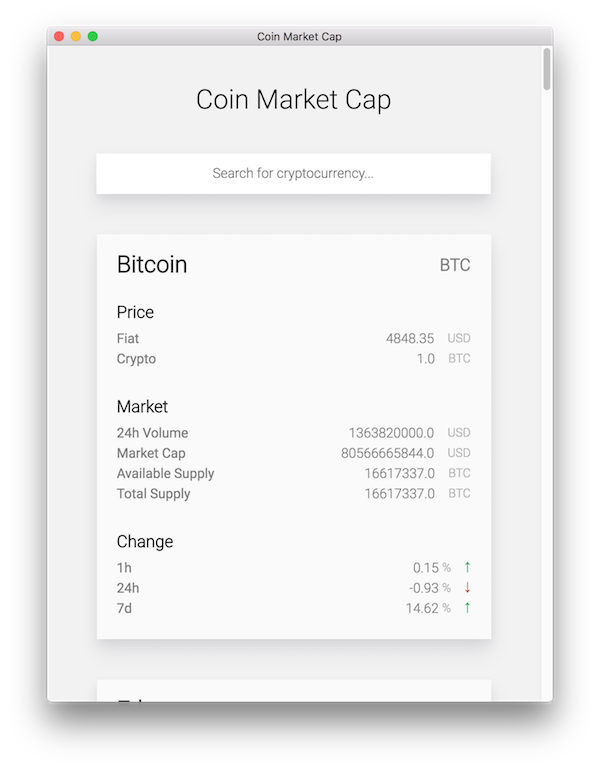 Coin Market Cap
Coin Market Cap
Search for cryptocurrency...
Bitcoin BTC
Price
Fiat 4848.35 USD
Crypto 1.0 BTC
Market
24h Volume 1363820000.0 USD
Market Cap 80566665844.0 USD
Available Supply 16617337.0 BTC
Total Supply 16617337.0 BTC
Change
1h 0.15 % ↑
24h -0.93 % ↓
7d 14.62 % ↑